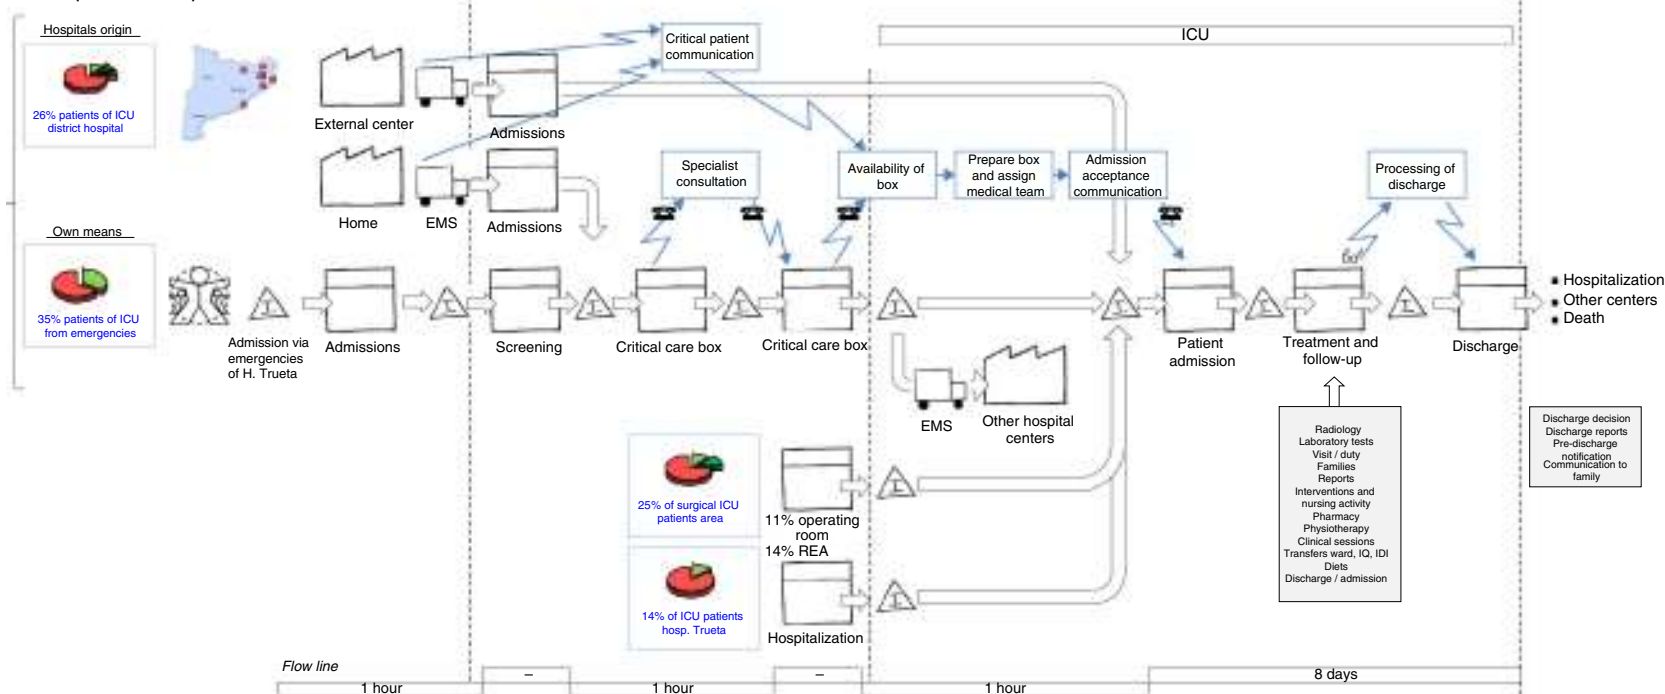 Hospitals origin
26% patients of ICU
district hospital
External center
Admissions
Critical patient
communication
ICU
Home
EMS
Admissions
Specialist
consultation
Availability of
box
Prepare box
and assign
medical team
Admission
acceptance
communication
Processing of
discharge
Own means
35% patients of ICU
from emergencies
Admission via
emergencies
of H. Trueta
Admissions
Screening
Critical care box
Critical care box
EMS
Other hospital
centers
Patient
admission
Treatment and
follow-up
Discharge
Hospitalization
Other centers
Death
25% of surgical ICU
patients area
11% operating
room
14% REA
14% of ICU patients
hosp. Trueta
Hospitalization
Radiology
Laboratory tests
Visit / duty
Families
Reports
Interventions and
nursing activity
Pharmacy
Physiotherapy
Clinical sessions
Transfers ward, IQ, IDI
Diets
Discharge / admission
Discharge decision
Discharge reports
Pre-discharge
notification
Communication to
family
Flow line
1 hour
–
1 hour
–
1 hour
8 days